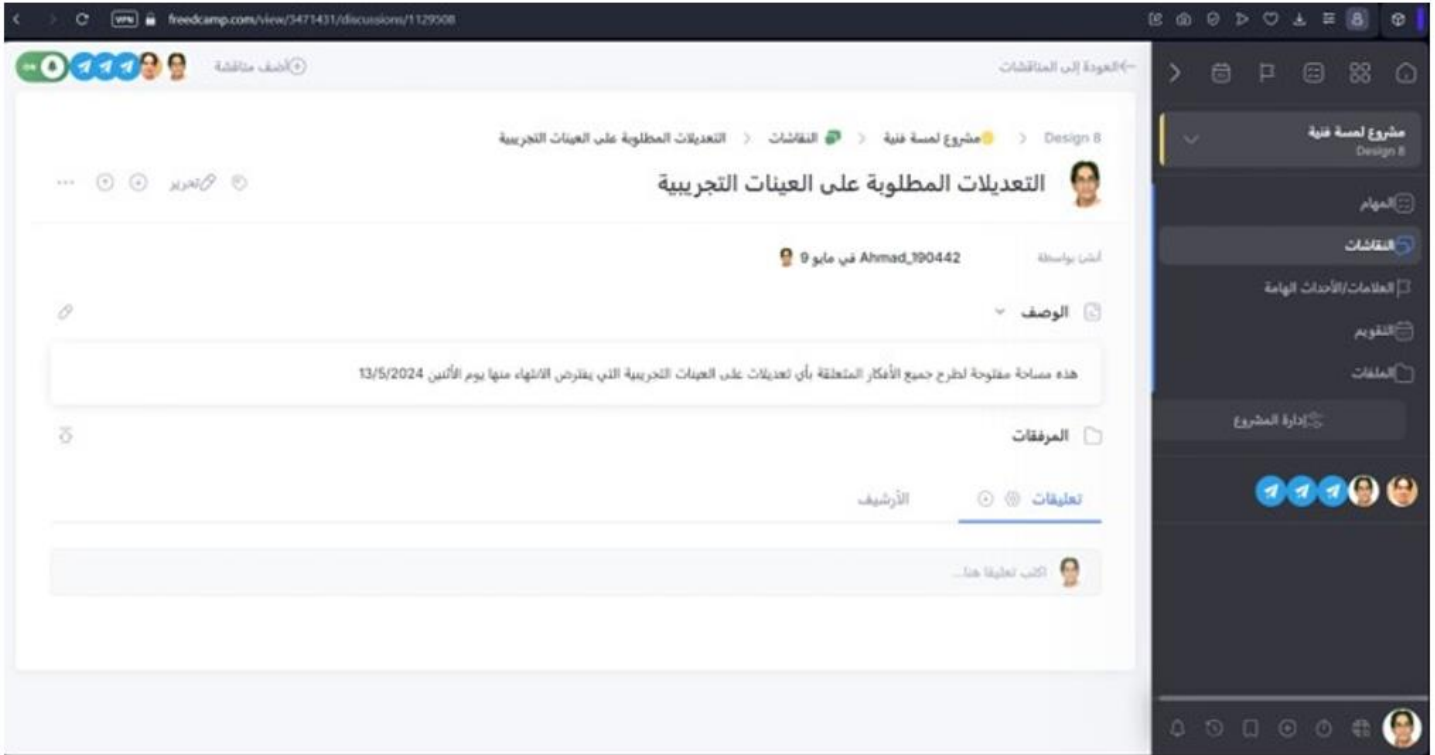 VPN freedcamp.com/view/3471431/discussions/1129508
العودة إلى المناقشات
أضف مناقشة
Design 8 > مشروع لمسة فنية > النقاشات > التعديلات المطلوبة على العينات التجريبية
التعديلات المطلوبة على العينات التجريبية
تحرير
أنشئ بواسطة
Ahmad_190442 في مايو 9
الوصف
هذه مساحة مفتوحة لطرح جميع الأفكار المتعلقة بأي تعديلات على العينات التجريبية التي يفترض الانتهاء منها يوم الأثنين 13/5/2024
المرفقات
تعليقات
الأرشيف
اكتب تعليقا هنا...
مشروع لمسة فنية
Design 8
المهام
النقاشات
العلامات/الأحداث الهامة
التقويم
الملفات
إدارة المشروع